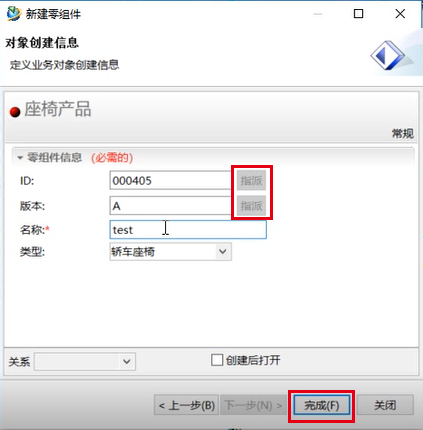 新建零组件
对象创建信息
定义业务对象创建信息
座椅产品
常规
零组件信息 (必需的)
ID: 000405 指派
版本: A 指派
名称:* test
类型: 轿车座椅
关系 创建后打开
< 上一步(B) 下一步(N) > 完成(F) 关闭